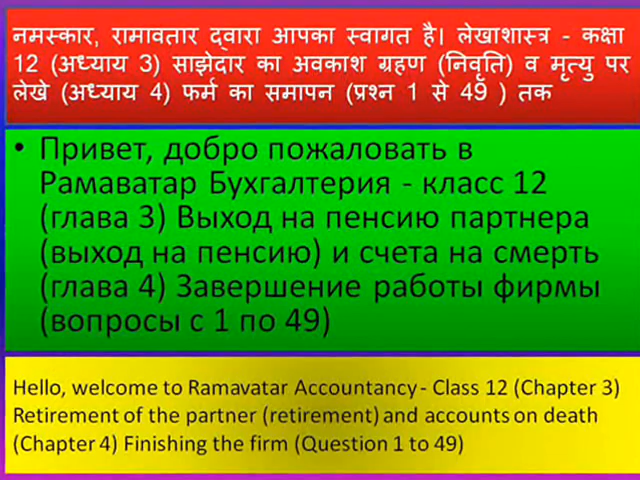 नमस्कार, रामावतार द्वारा आपका स्वागत है। लेखाशास्त्र - कक्षा
12 (अध्याय 3) साझेदार का अवकाश ग्रहण (निवृति) व मृत्यु पर
लेखे (अध्याय 4) फर्म का समापन (प्रश्न 1 से 49 ) तक
• Привет, добро пожаловать в
Рамаватар Бухгалтерия - класс 12
(глава 3) Выход на пенсию партнера
(выход на пенсию) и счета на смерть
(глава 4) Завершение работы фирмы
(вопросы с 1 по 49)
Hello, welcome to Ramavatar Accountancy - Class 12 (Chapter 3)
Retirement of the partner (retirement) and accounts on death
(Chapter 4) Finishing the firm (Question 1 to 49)